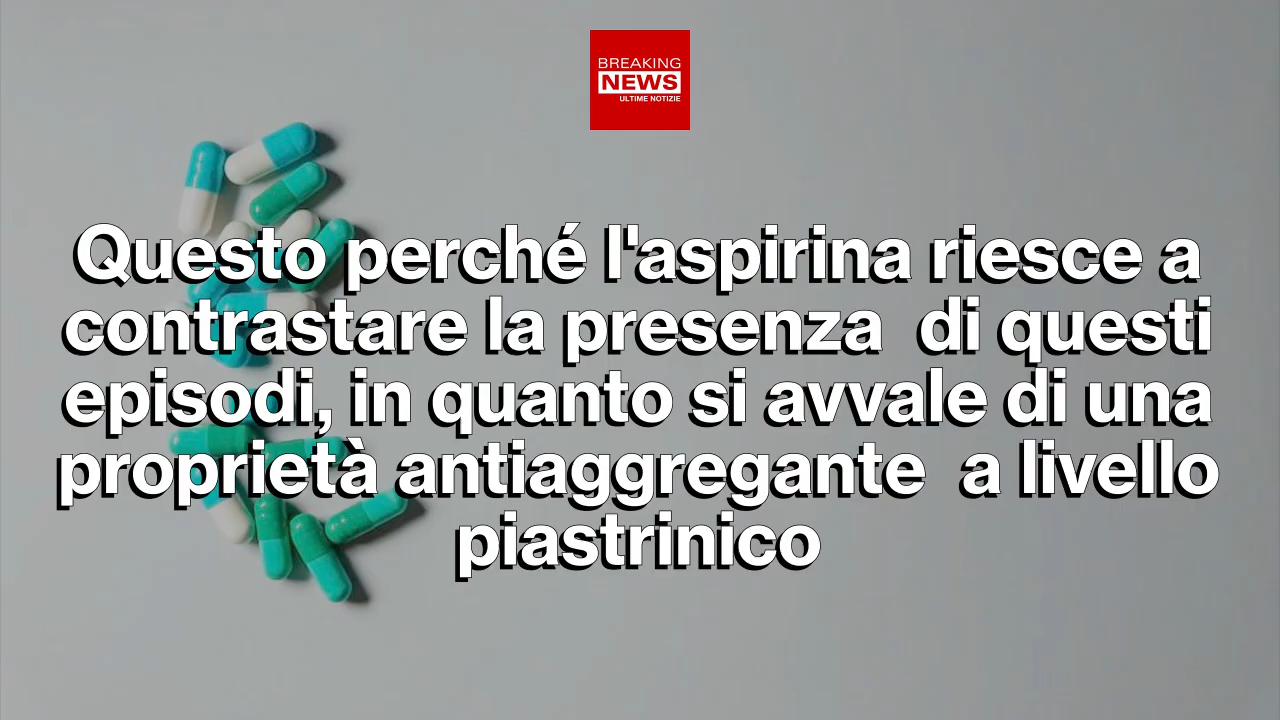 BREAKING
NEWS
ULTIME NOTIZIE
Questo perché l'aspirina riesce a
contrastare la presenza  di questi
episodi, in quanto si avvale di una
proprietà antiaggregante  a livello
piastrinico